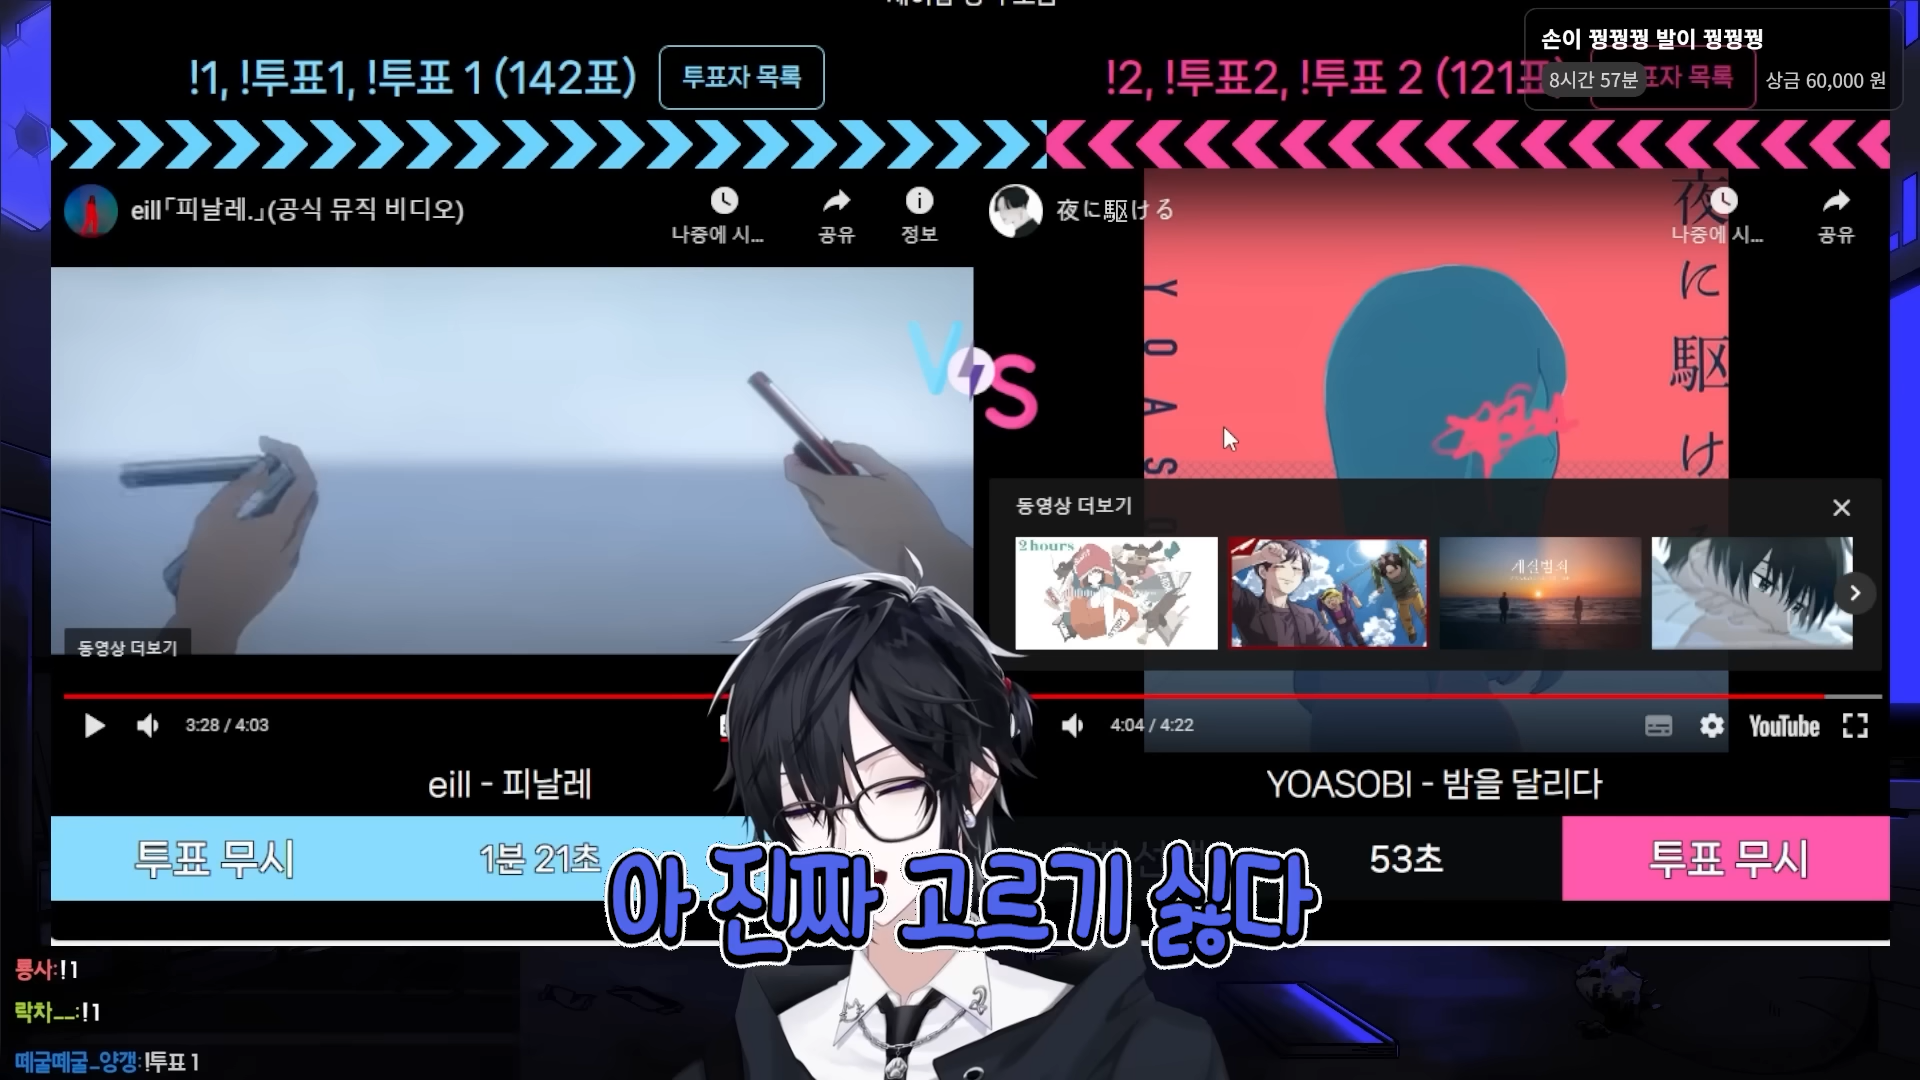 !1, !투표1, !투표 1 (142표)
투표자 목록
!2, !투표2, !투표 2 (121표)
표자 목록
손이 꿩꿩꿩 발이 꿩꿩꿩
8시간 57분
상금 60,000 원
eill「피날레.」(공식 뮤직 비디오)
나중에 시...
공유
정보
夜に駆ける
나중에 시...
공유
VS
YOAS
夜に駆け
동영상 더보기
2 hours
동영상 더보기
3:28 / 4:03
4:04 / 4:22
YouTube
eill - 피날레
YOASOBI - 밤을 달리다
투표 무시
1분 21초
53초
투표 무시
아 진짜 고르기 싫다
룡사:!1
락차__:!1
떼굴떼굴_양갱:!투표 1